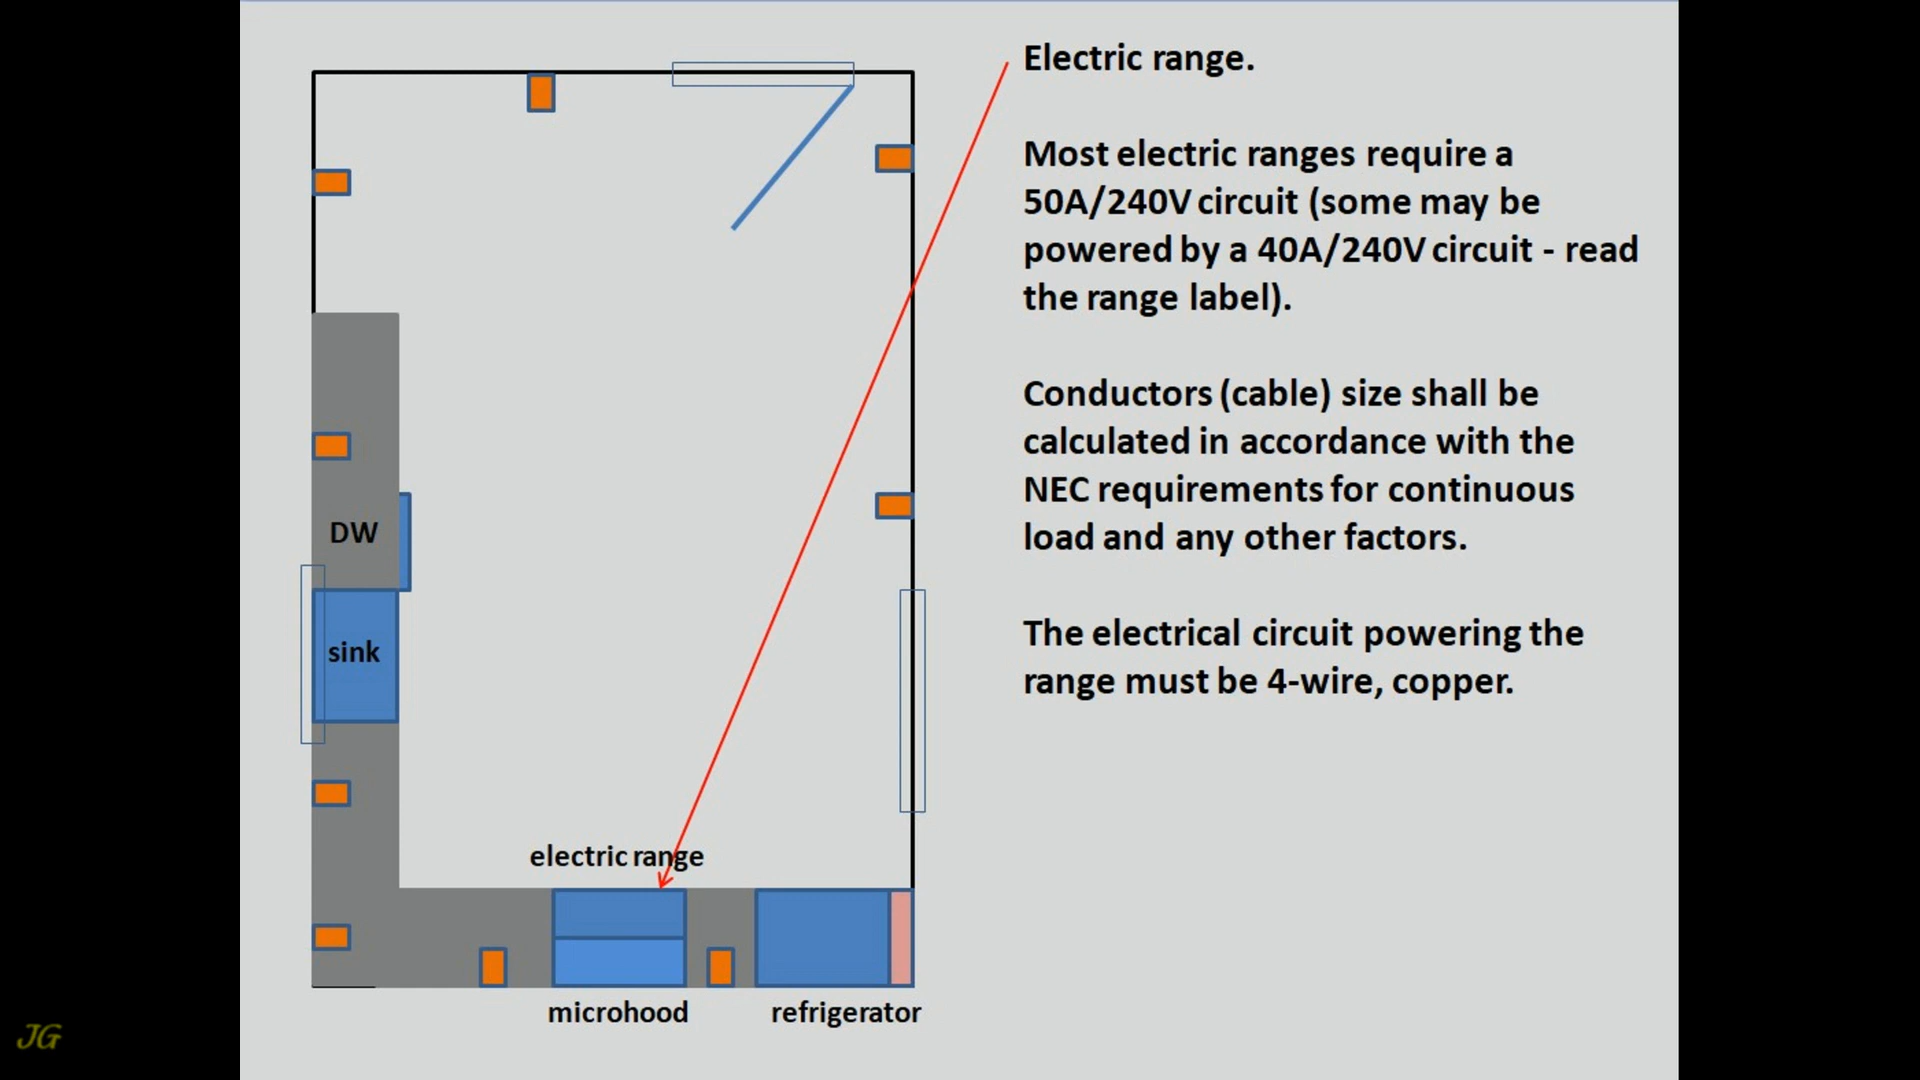 Electric range.
Most electric ranges require a
50A/240V circuit (some may be
powered by a 40A/240V circuit - read
the range label).
Conductors (cable) size shall be
calculated in accordance with the
NEC requirements for continuous
load and any other factors.
The electrical circuit powering the
range must be 4-wire, copper.
DW
sink
electric range
microhood
refrigerator
JG